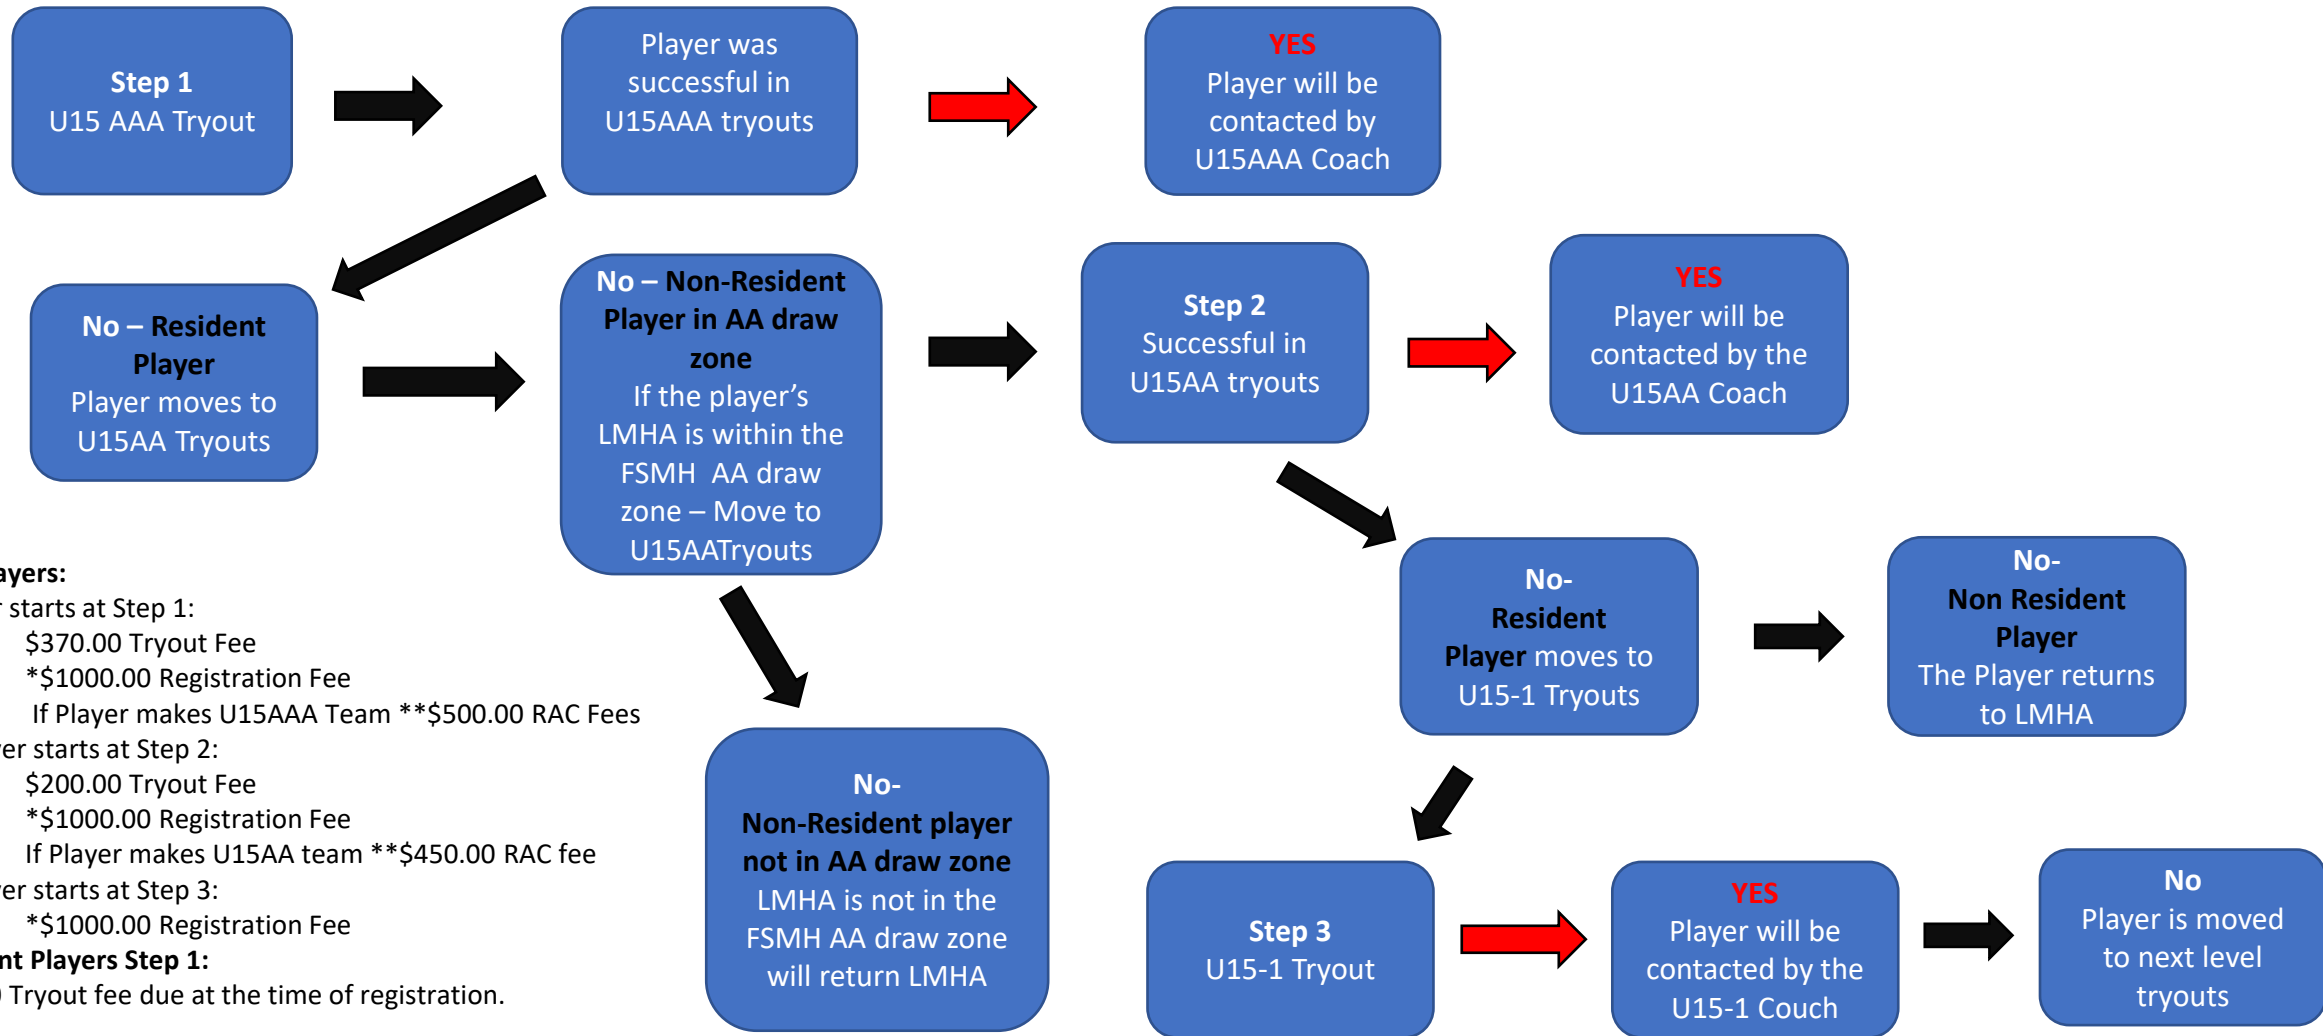 Step 1
U15 AAA Tryout
Player was
successful in
U15AAA tryouts
YES
Player will be
contacted by
U15AAA Coach
No – Resident
Player
Player moves to
U15AA Tryouts
No – Non-Resident
Player in AA draw
zone
If the player's
LMHA is within the
FSMH  AA draw
zone – Move to
U15AATryouts
Step 2
Successful in
U15AA tryouts
YES
Player will be
contacted by the
U15AA Coach
No-
Resident
Player moves to
U15-1 Tryouts
No-
Non Resident
Player
The Player returns
to LMHA
No-
Non-Resident player
not in AA draw zone
LMHA is not in the
FSMH AA draw zone
will return LMHA
Step 3
U15-1 Tryout
YES
Player will be
contacted by the
U15-1 Couch
No
Player is moved
to next level
tryouts
starts at Step 1:
$370.00 Tryout Fee
*$1000.00 Registration Fee
If Player makes U15AAA Team **$500.00 RAC Fees
starts at Step 2:
$200.00 Tryout Fee
*$1000.00 Registration Fee
If Player makes U15AA team **$450.00 RAC fee
starts at Step 3:
*$1000.00 Registration Fee
Players Step 1:
Tryout fee due at the time of registration.